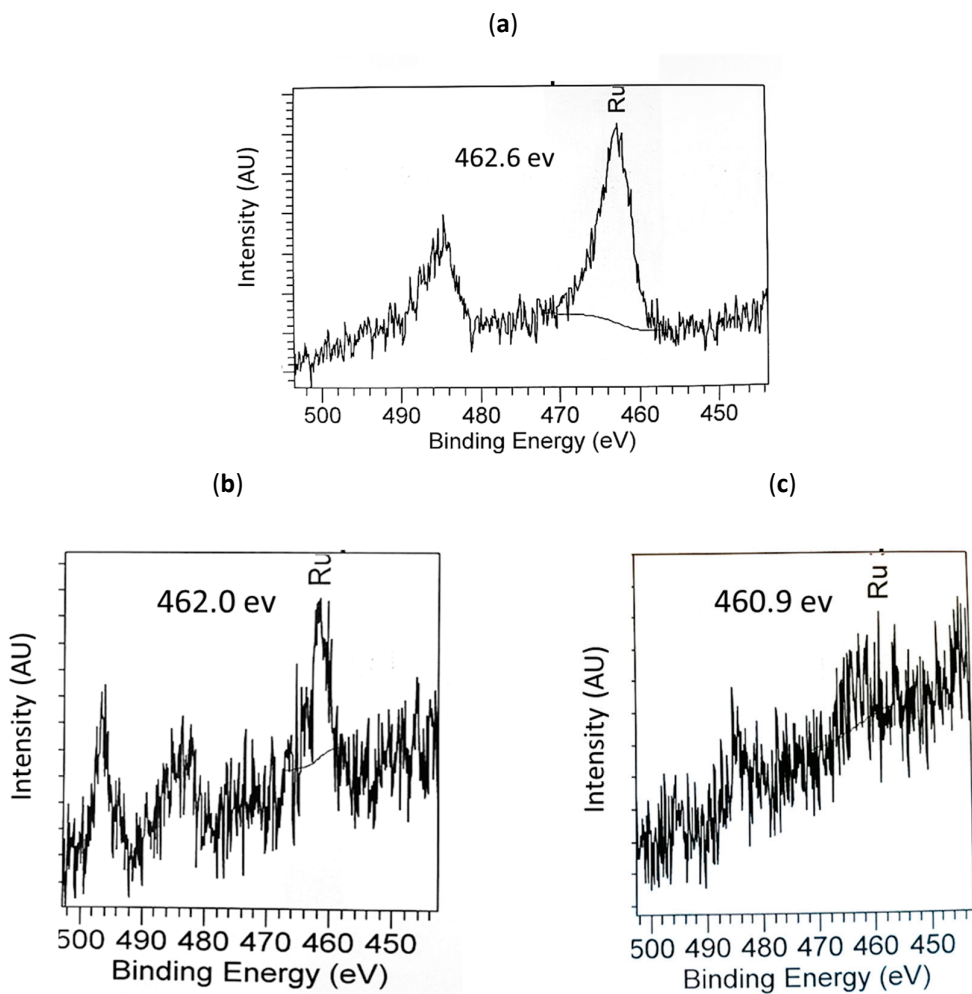 (a)
Ru
462.6 ev
Intensity (AU)
500 490 480 470 460 450
Binding Energy (eV)
(b)
(c)
Ru
462.0 ev
Intensity (AU)
500 490 480 470 460 450
Binding Energy (eV)
Ru
460.9 ev
Intensity (AU)
500 490 480 470 460 450
Binding Energy (eV)